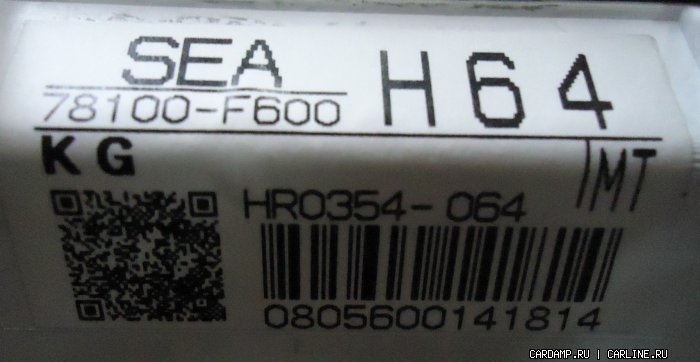 SEA H64
78100-F600
KG MT
HR0354-064
0805600141814
CARDAMP.RU | CARLINE.RU